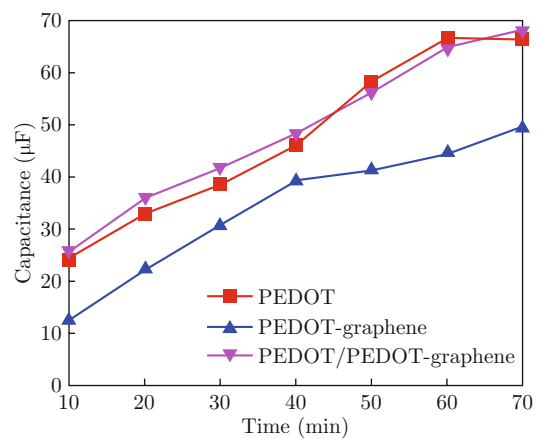 70
60
50
40
30
20
10
0
Capacitance (μF)
PEDOT
PEDOT-graphene
PEDOT/PEDOT-graphene
10 20 30 40 50 60 70
Time (min)